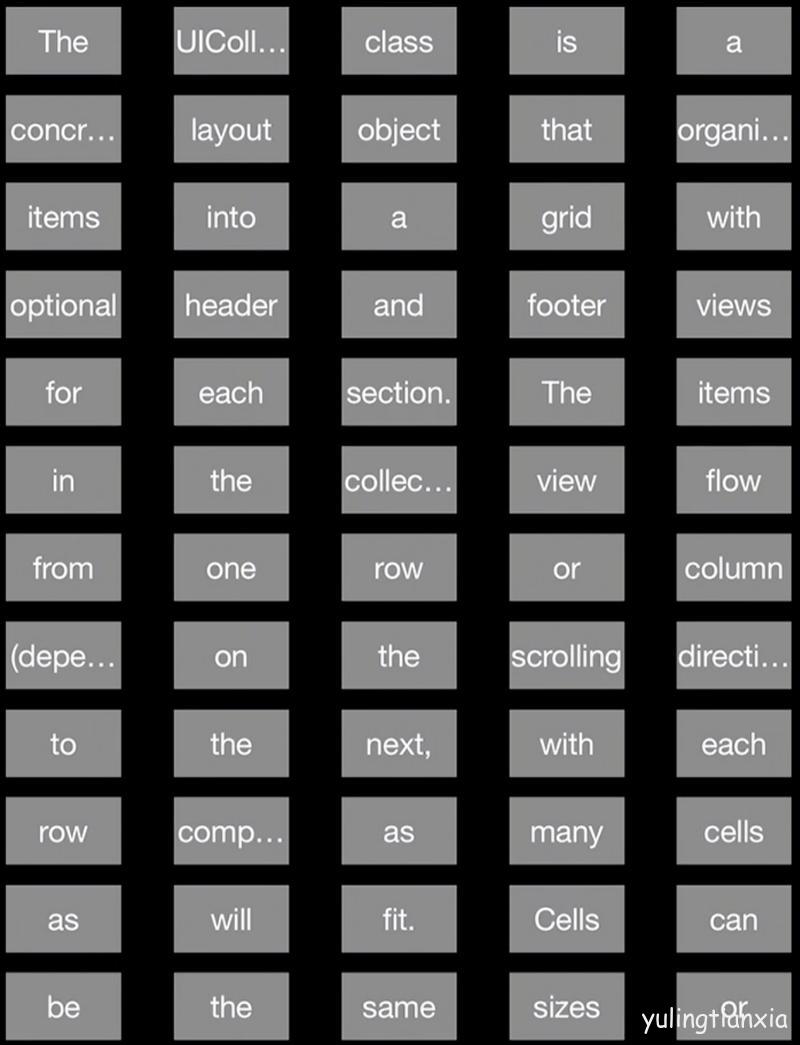 The UIColl... class is a
concr... layout object that organi...
items into a grid with
optional header and footer views
for each section. The items
in the collec... view flow
from one row or column
(depe... on the scrolling directi...
to the next, with each
row comp... as many cells
as will fit. Cells can
be the same sizes or
yulingtianxia